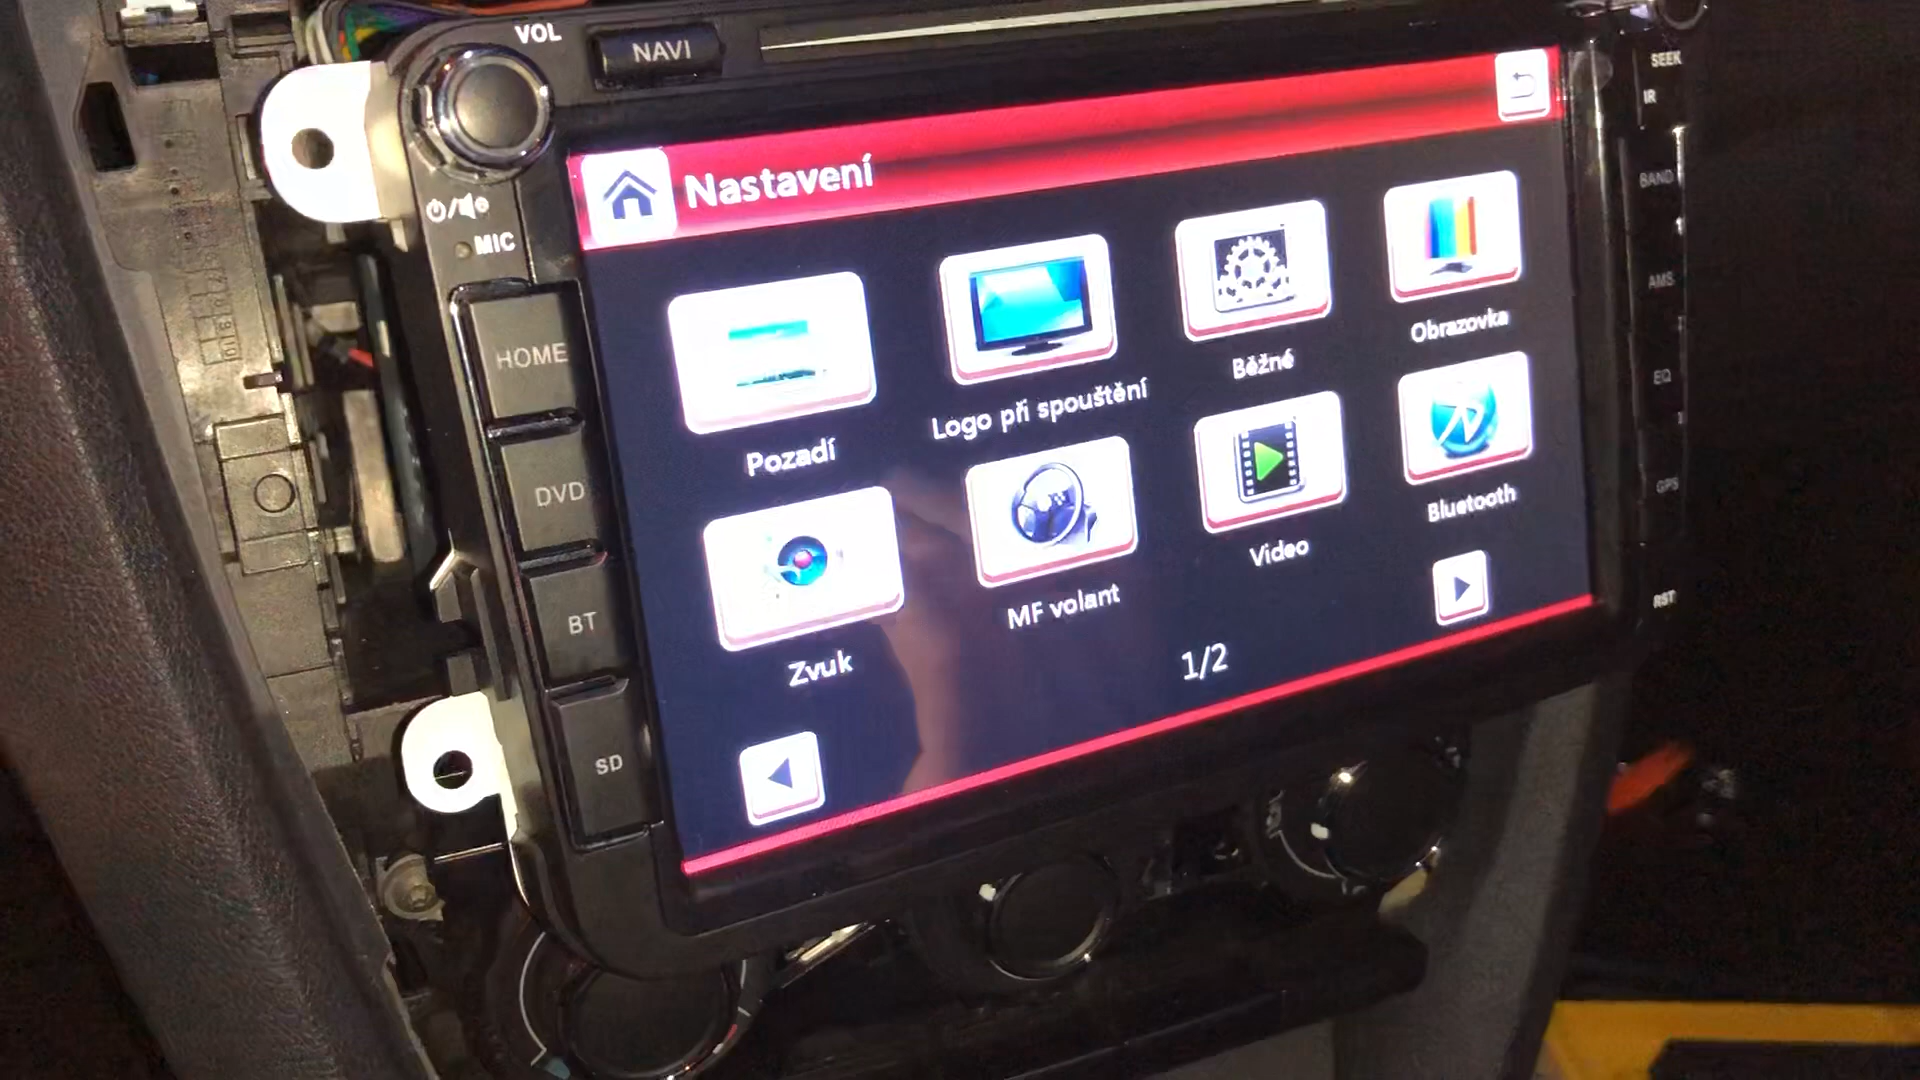 VOL
NAVI
SEEK
IR
MIC
BAND
AMS
EQ
GPS
RST
HOME
DVD
BT
SD
Nastavení
Pozadí
Logo při spouštění
Běžné
Obrazovka
Zvuk
MF volant
Video
Bluetooth
1/2